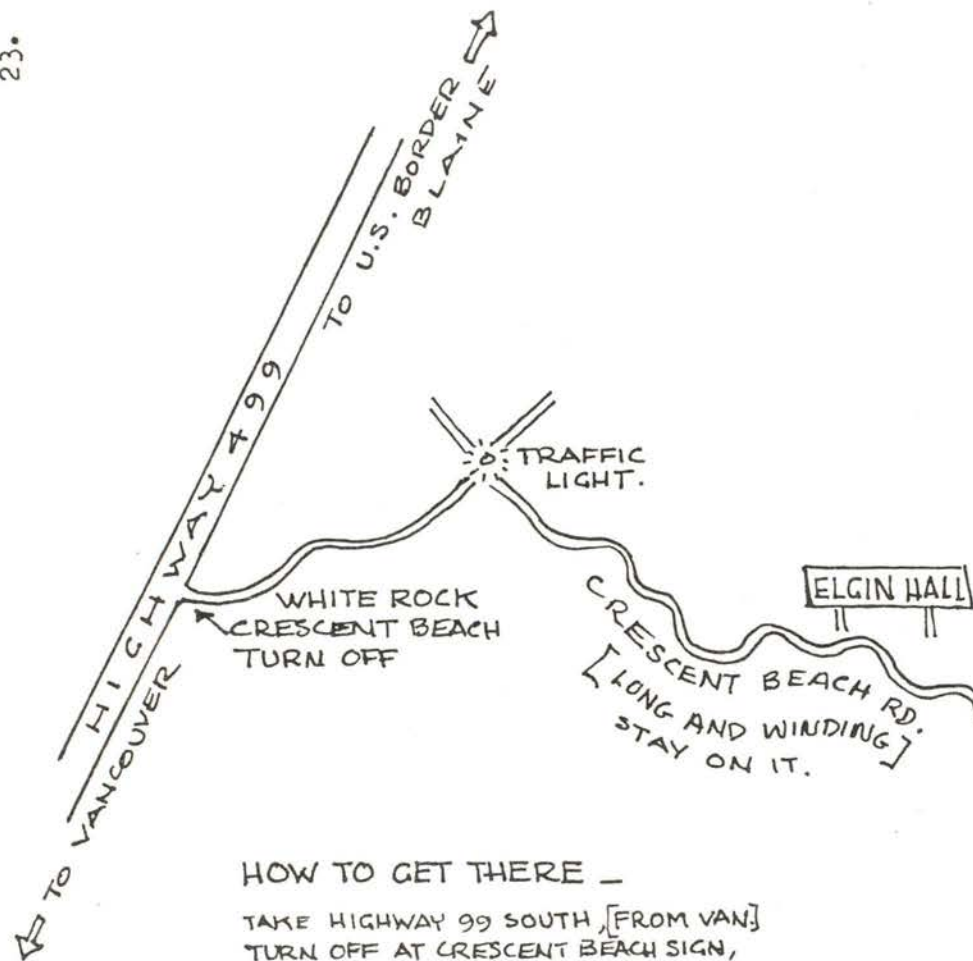 23.
TO U.S. BORDER
BLAINE
HIGHWAY 499
TRAFFIC
LIGHT.
WHITE ROCK
CRESCENT BEACH
TURN OFF
ELGIN HALL
CRESCENT BEACH RD.
[LONG AND WINDING]
STAY ON IT.
TO VANCOUVER
HOW TO GET THERE _
TAKE HIGHWAY 99 SOUTH, [FROM VAN]
TURN OFF AT CRESCENT BEACH SIGN,